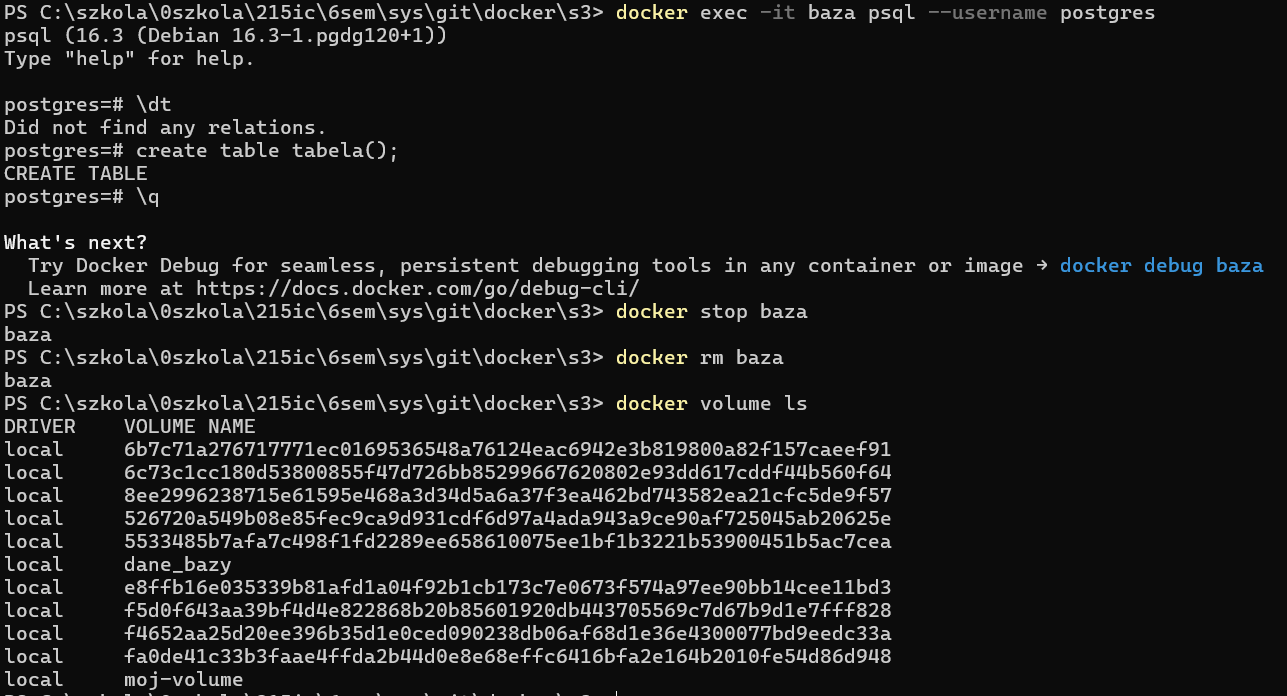 PS C:\szkola\0szkola\215ic\6sem\sys\git\docker\s3> docker exec -it baza psql --username postgres
psql (16.3 (Debian 16.3-1.pgdg120+1))
Type "help" for help.
postgres=# \dt
Did not find any relations.
postgres=# create table tabela();
CREATE TABLE
postgres=# \q
What's next?
Try Docker Debug for seamless, persistent debugging tools in any container or image → docker debug baza
Learn more at https://docs.docker.com/go/debug-cli/
PS C:\szkola\0szkola\215ic\6sem\sys\git\docker\s3> docker stop baza
baza
PS C:\szkola\0szkola\215ic\6sem\sys\git\docker\s3> docker rm baza
baza
PS C:\szkola\0szkola\215ic\6sem\sys\git\docker\s3> docker volume ls
DRIVER    VOLUME NAME
local     6b7c71a276717771ec0169536548a76124eac6942e3b819800a82f157caeef91
local     6c73c1cc180d53800855f47d726bb85299667620802e93dd617cddf44b560f64
local     8ee2996238715e61595e468a3d34d5a6a37f3ea462bd743582ea21cfc5de9f57
local     526720a549b08e85fec9ca9d931cdf6d97a4ada943a9ce90af725045ab20625e
local     5533485b7afa7c498f1fd2289ee658610075ee1bf1b3221b53900451b5ac7cea
local     dane_bazy
local     e8ffb16e035339b81afd1a04f92b1cb173c7e0673f574a97ee90bb14cee11bd3
local     f5d0f643aa39bf4d4e822868b20b85601920db443705569c7d67b9d1e7fff828
local     f4652aa25d20ee396b35d1e0ced090238db06af68d1e36e4300077bd9eedc33a
local     fa0de41c33b3faae4ffda2b44d0e8e68effc6416bfa2e164b2010fe54d86d948
local     moj-volume